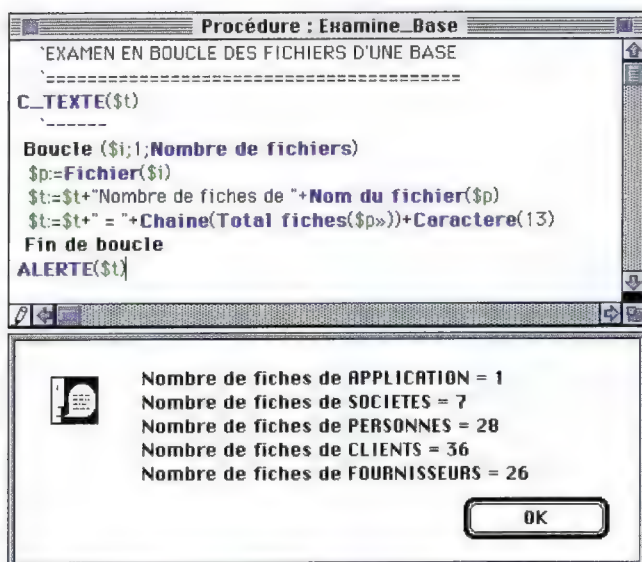 Procédure : Examine_Base
`EXAMEN EN BOUCLE DES FICHIERS D'UNE BASE
`=========================================
C_TEXTE($t)
`------
Boucle ($i;1;Nombre de fichiers)
$p:=Fichier($i)
$t:=$t+"Nombre de fiches de "+Nom du fichier($p)
$t:=$t+" = "+Chaine(Total fiches($p»))+Caractere(13)
Fin de boucle
ALERTE($t)
Nombre de fiches de APPLICATION = 1
Nombre de fiches de SOCIETES = 7
Nombre de fiches de PERSONNES = 28
Nombre de fiches de CLIENTS = 36
Nombre de fiches de FOURNISSEURS = 26
OK